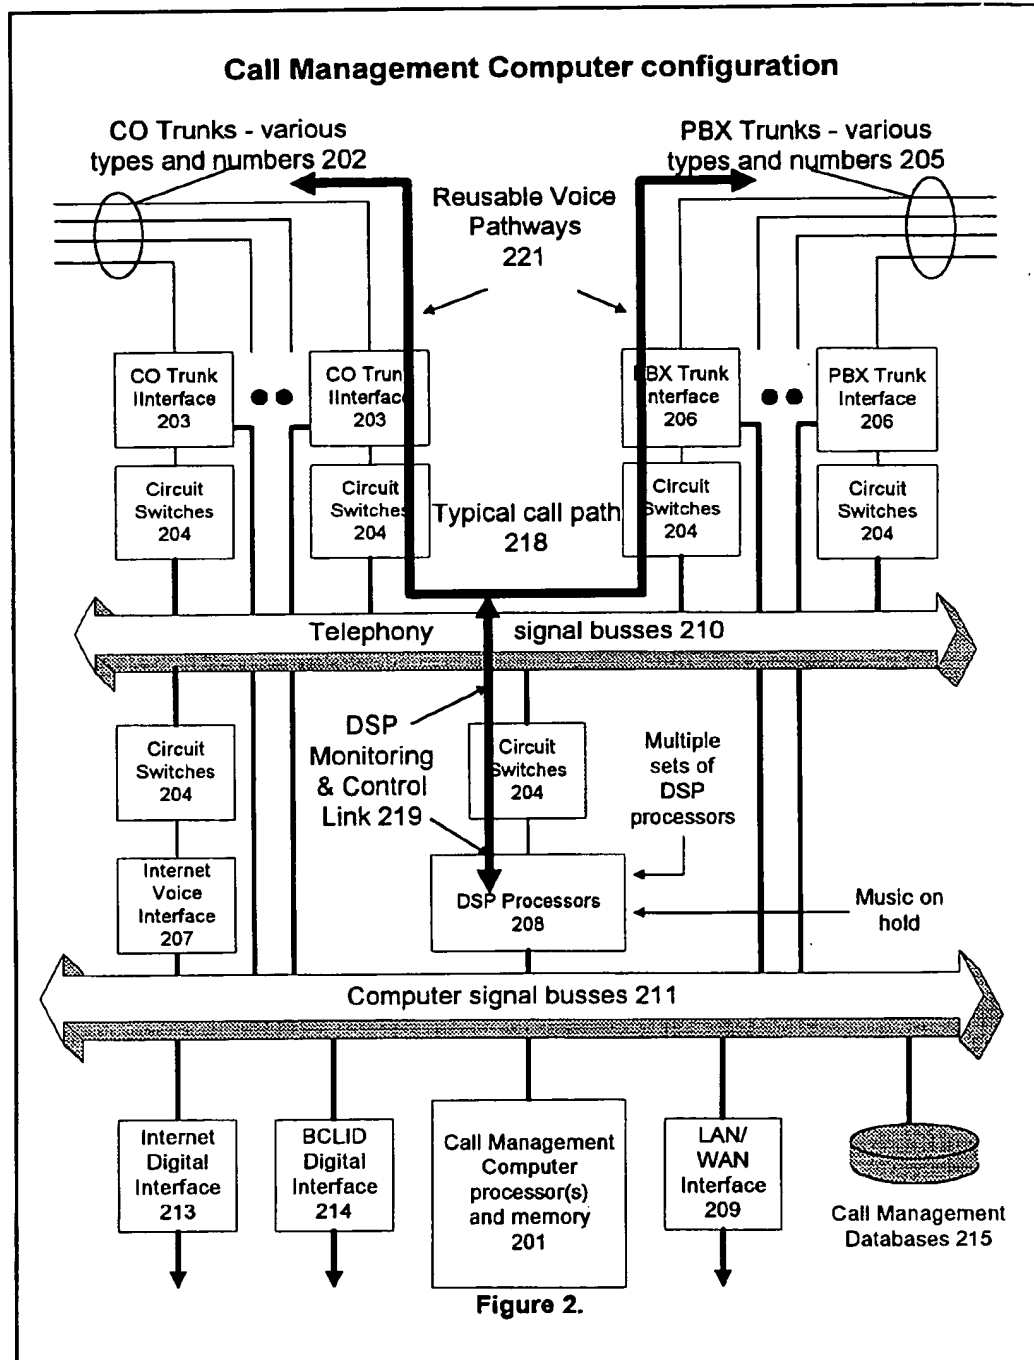 Call Management Computer configuration
CO Trunks - various
types and numbers 202
PBX Trunks - various
types and numbers 205
Reusable Voice
Pathways
221
CO Trunk
IInterface
203
CO Trunk
IInterface
203
PBX Trunk
Interface
206
PBX Trunk
Interface
206
Circuit
Switches
204
Circuit
Switches
204
Typical call path
218
Circuit
Switches
204
Circuit
Switches
204
Telephony signal busses 210
Circuit
Switches
204
DSP
Monitoring
& Control
Link 219
Circuit
Switches
204
Multiple
sets of
DSP
processors
Internet
Voice
Interface
207
DSP Processors
208
Music on
hold
Computer signal busses 211
Internet
Digital
Interface
213
BCLID
Digital
Interface
214
Call Management
Computer
processor(s)
and memory
201
LAN/
WAN
Interface
209
Call Management
Databases 215
Figure 2.